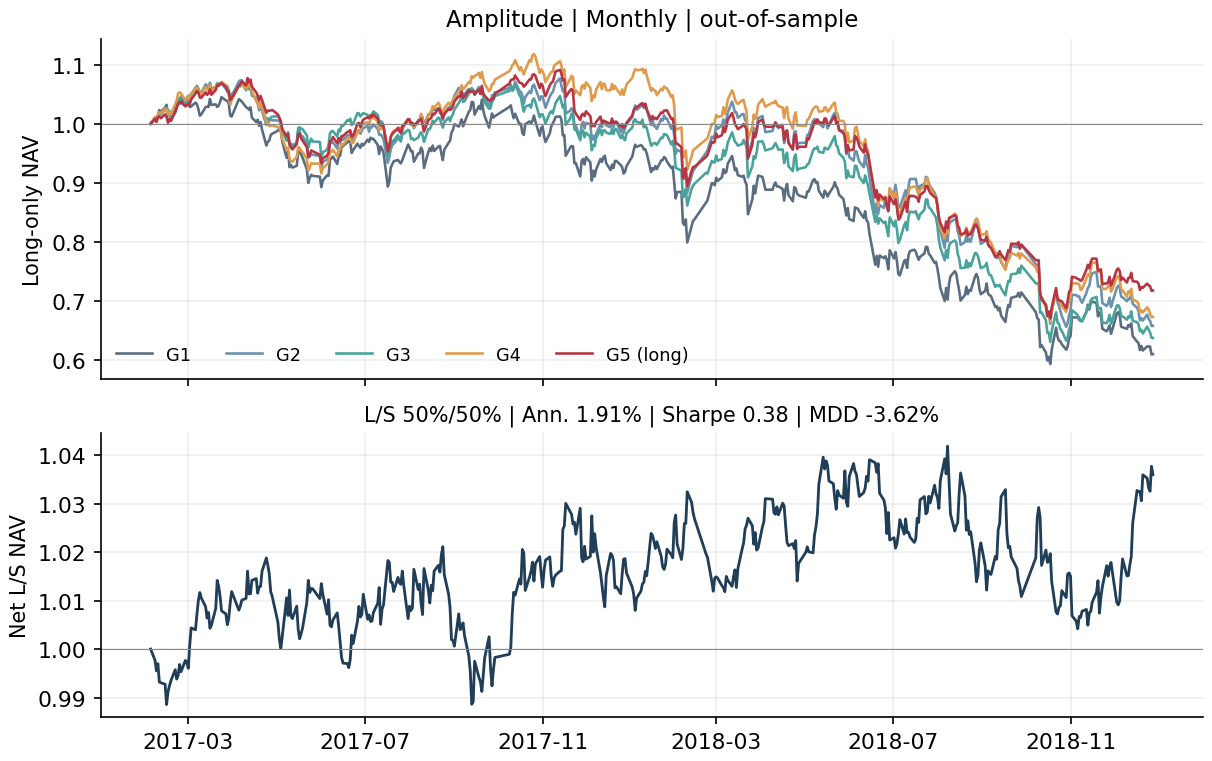 Amplitude | Monthly | out-of-sample
Long-only NAV
1.1
1.0
0.9
0.8
0.7
0.6
G1 G2 G3 G4 G5 (long)
L/S 50%/50% | Ann. 1.91% | Sharpe 0.38 | MDD -3.62%
Net L/S NAV
1.04
1.03
1.02
1.01
1.00
0.99
2017-03 2017-07 2017-11 2018-03 2018-07 2018-11